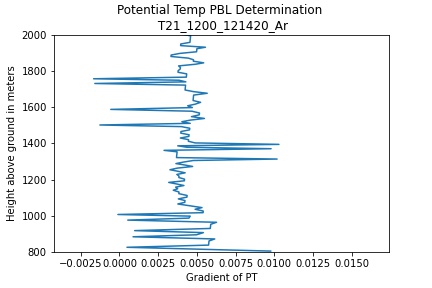 Potential Temp PBL Determination
T21_1200_121420_Ar
Height above ground in meters
2000
1800
1600
1400
1200
1000
800
−0.0025 0.0000 0.0025 0.0050 0.0075 0.0100 0.0125 0.0150
Gradient of PT